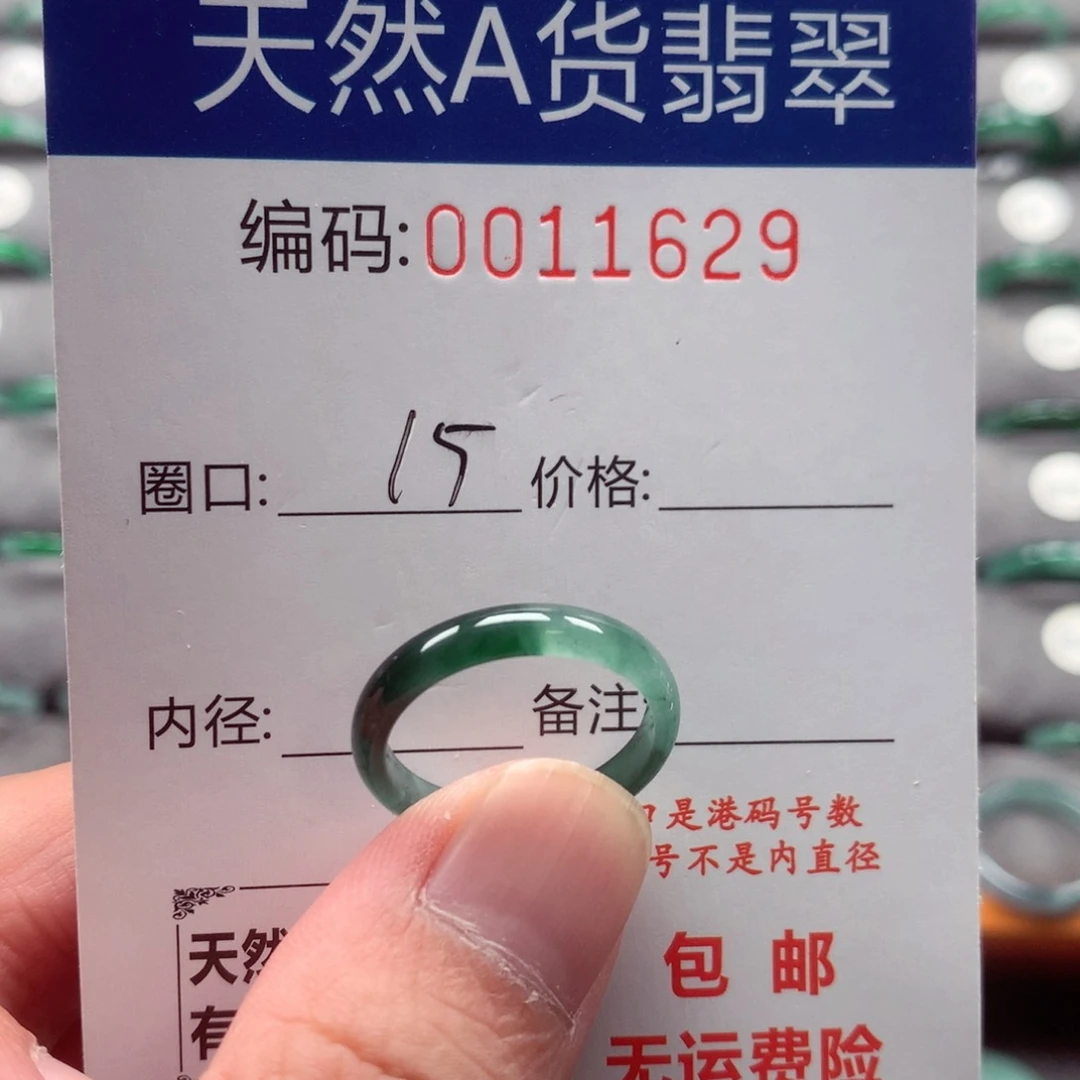 天然A货翡翠
编码:0011629
圈口: 15 价格:
内径: 备注:
是港码号数
号不是内直径
天然
有
包 邮
无运费险